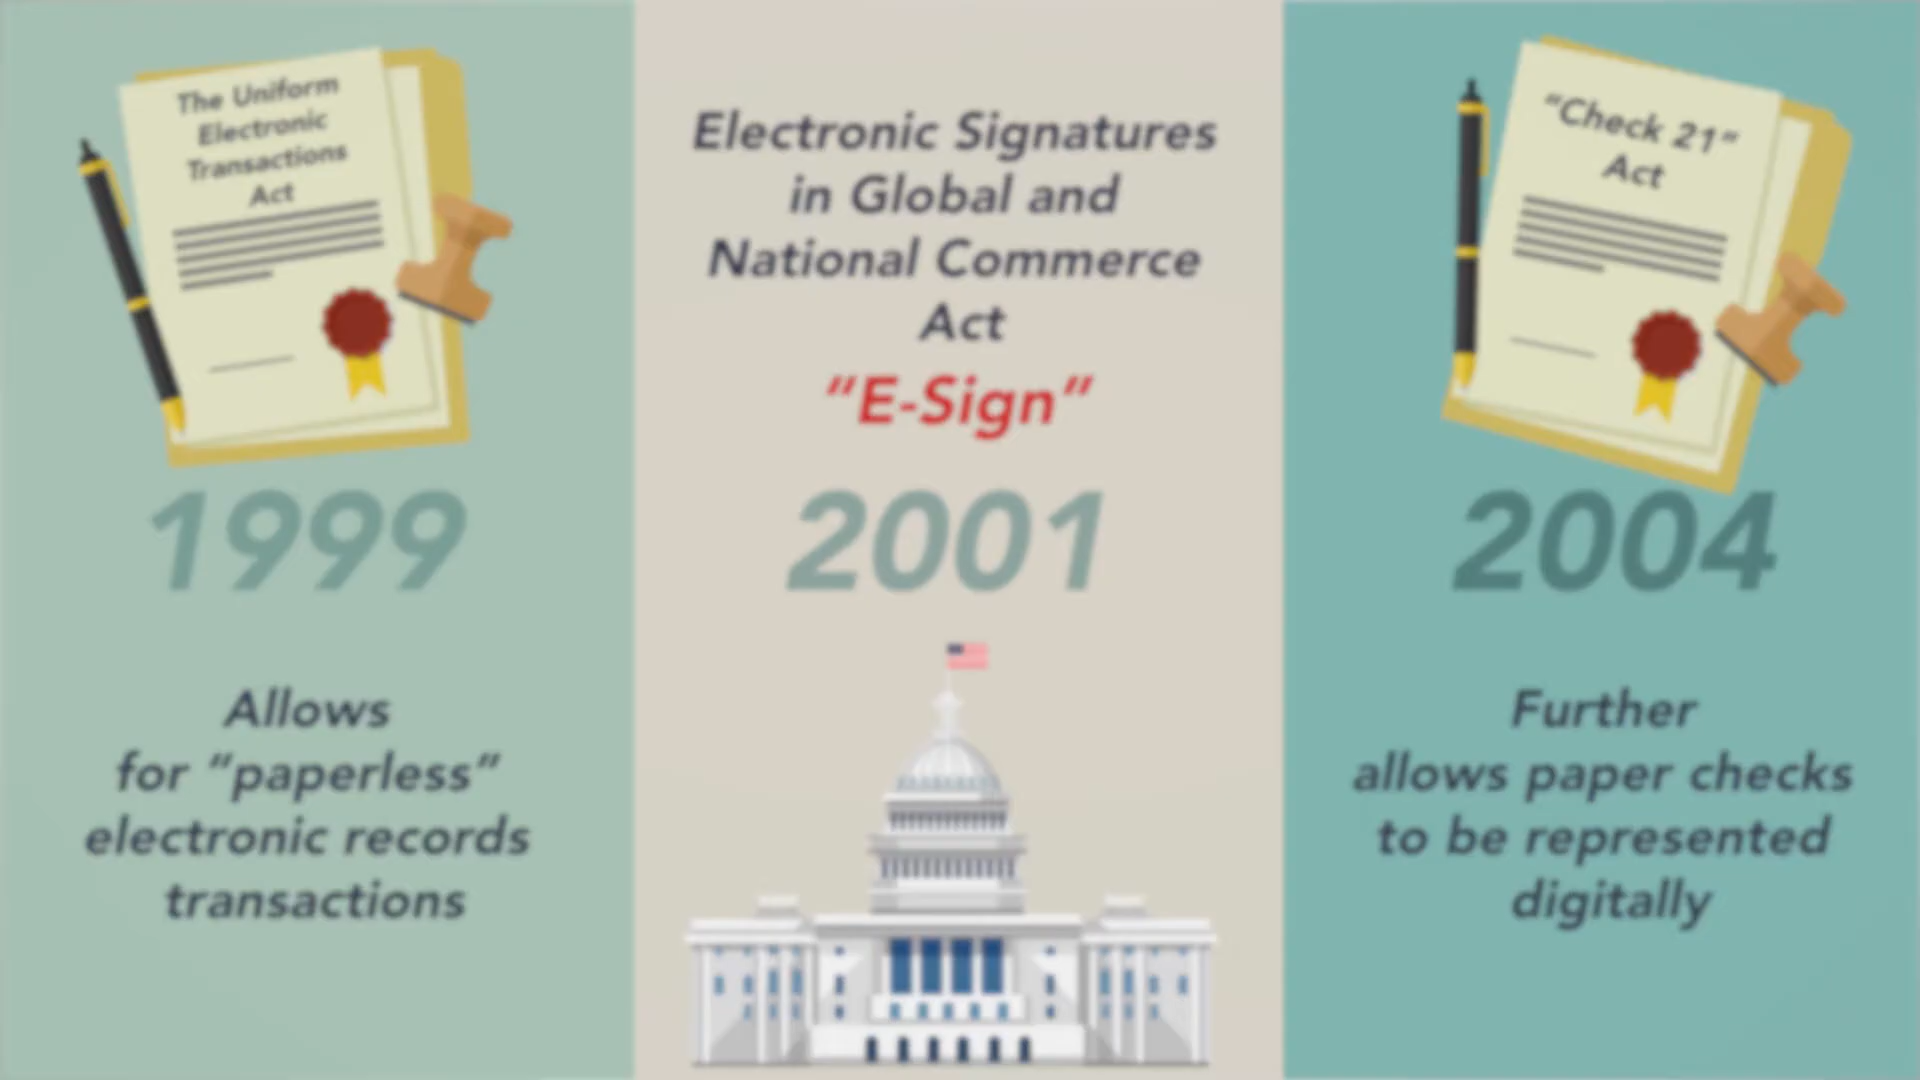 The Uniform
Electronic
Transactions
Act
1999
Allows
for “paperless”
electronic records
transactions
Electronic Signatures
in Global and
National Commerce
Act
“E-Sign”
2001
“Check 21”
Act
2004
Further
allows paper checks
to be represented
digitally